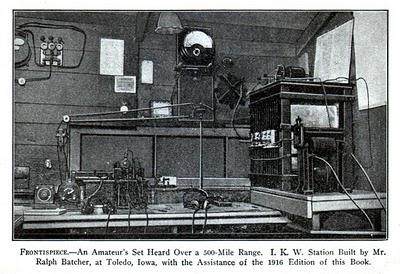 FRONTISPIECE.—An Amateur's Set Heard Over a 500-Mile Range. I. K. W. Station Built by Mr.
Ralph Batcher, at Toledo, Iowa, with the Assistance of the 1916 Edition of this Book.